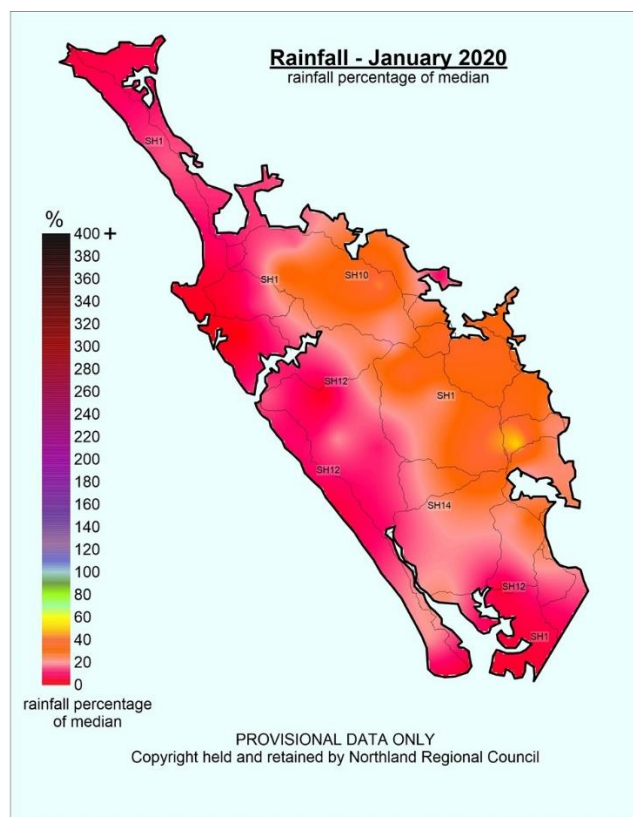 Rainfall - January 2020
rainfall percentage of median
SH1
%
400 +
380
360
340
320
300
280
260
240
220
200
180
160
140
120
100
80
60
40
20
0
rainfall percentage
of median
SH1
SH10
SH12
SH1
SH12
SH14
SH12
SH1
PROVISIONAL DATA ONLY
Copyright held and retained by Northland Regional Council